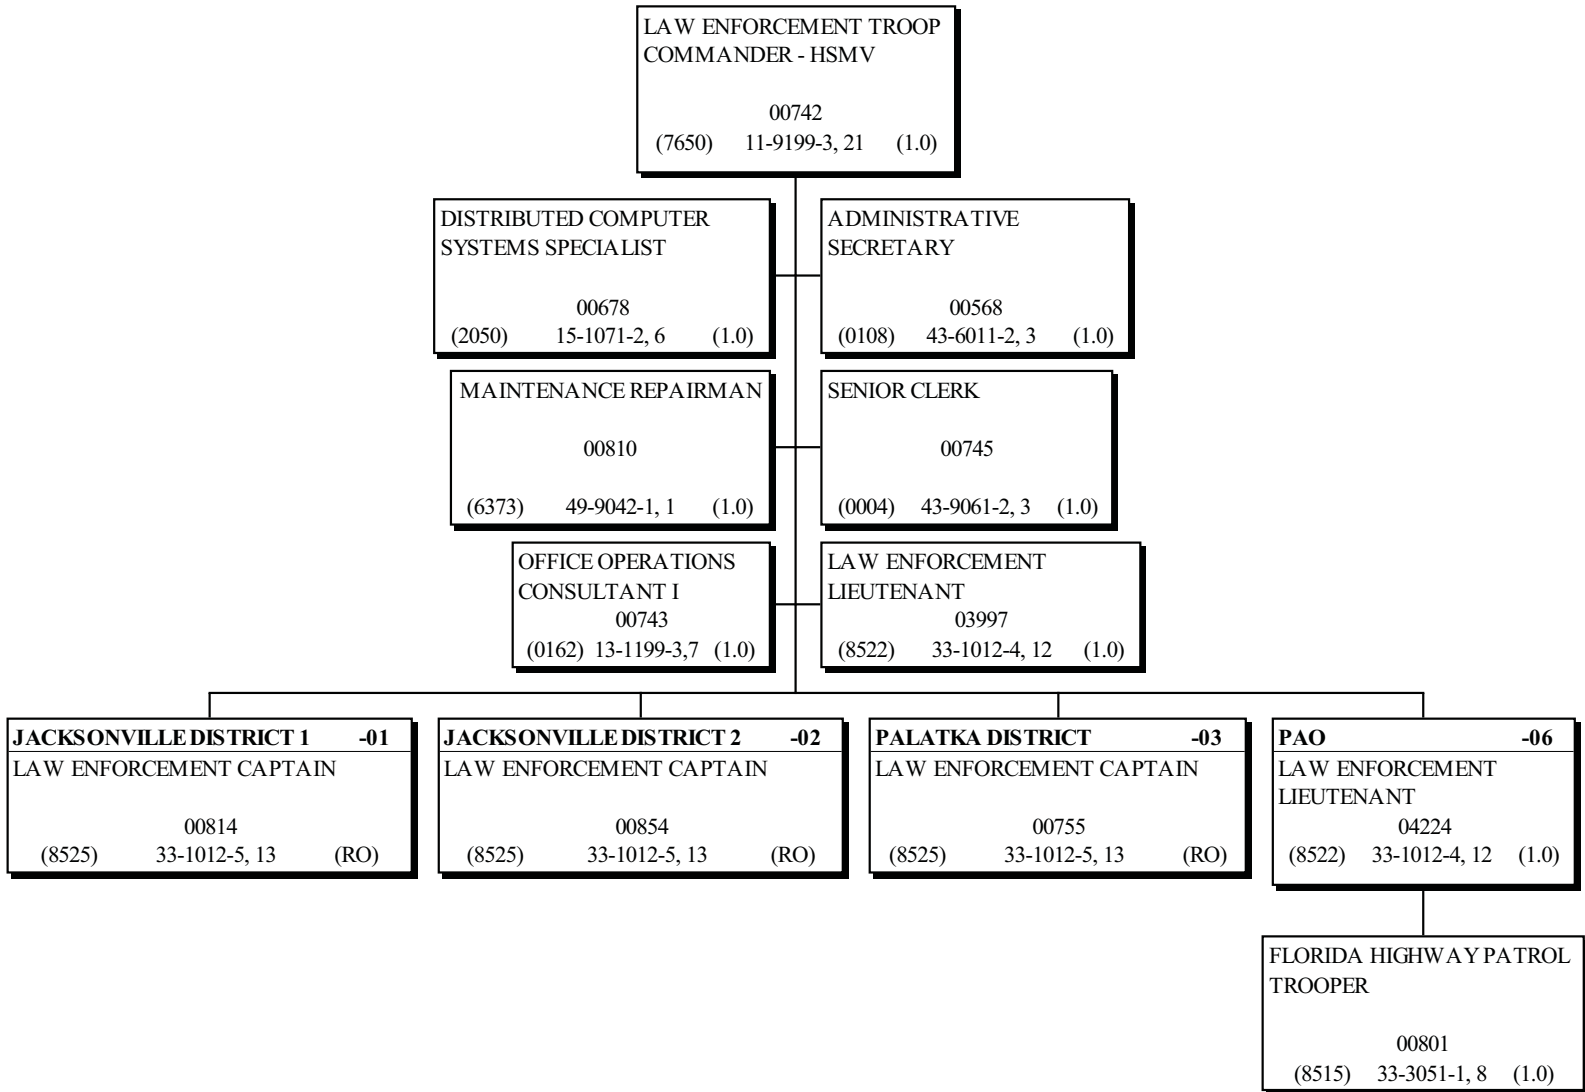 LAW ENFORCEMENT TROOP
COMMANDER - HSMV
00742
(7650) 11-9199-3, 21 (1.0)
DISTRIBUTED COMPUTER
SYSTEMS SPECIALIST
00678
(2050) 15-1071-2, 6 (1.0)
ADMINISTRATIVE
SECRETARY
00568
(0108) 43-6011-2, 3 (1.0)
MAINTENANCE REPAIRMAN
00810
(6373) 49-9042-1, 1 (1.0)
SENIOR CLERK
00745
(0004) 43-9061-2, 3 (1.0)
OFFICE OPERATIONS
CONSULTANT I
00743
(0162) 13-1199-3,7 (1.0)
LAW ENFORCEMENT
LIEUTENANT
03997
(8522) 33-1012-4, 12 (1.0)
JACKSONVILLE DISTRICT 1 -01
LAW ENFORCEMENT CAPTAIN
00814
(8525) 33-1012-5, 13 (RO)
JACKSONVILLE DISTRICT 2 -02
LAW ENFORCEMENT CAPTAIN
00854
(8525) 33-1012-5, 13 (RO)
PALATKA DISTRICT -03
LAW ENFORCEMENT CAPTAIN
00755
(8525) 33-1012-5, 13 (RO)
PAO -06
LAW ENFORCEMENT
LIEUTENANT
04224
(8522) 33-1012-4, 12 (1.0)
FLORIDA HIGHWAY PATROL
TROOPER
00801
(8515) 33-3051-1, 8 (1.0)